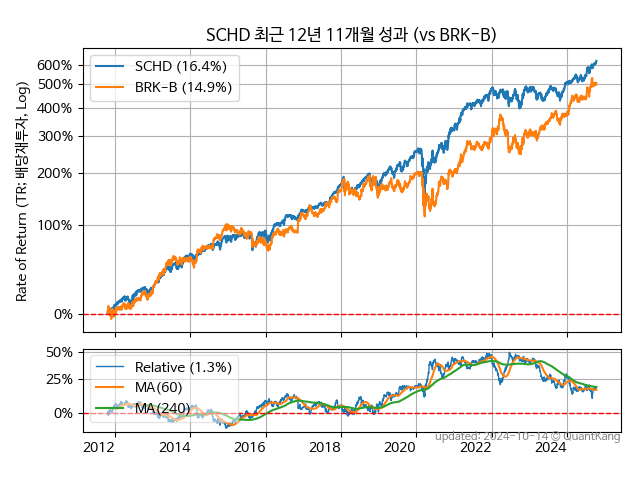 SCHD 최근 12년 11개월 성과 (vs BRK-B)
Rate of Return (TR: 배당재투자, Log)
600%
500%
400%
300%
200%
100%
0%
SCHD (16.4%)
BRK-B (14.9%)
50%
25%
0%
Relative (1.3%)
MA(60)
MA(240)
2012 2014 2016 2018 2020 2022 2024
updated: 2024-10-14 © QuantKang